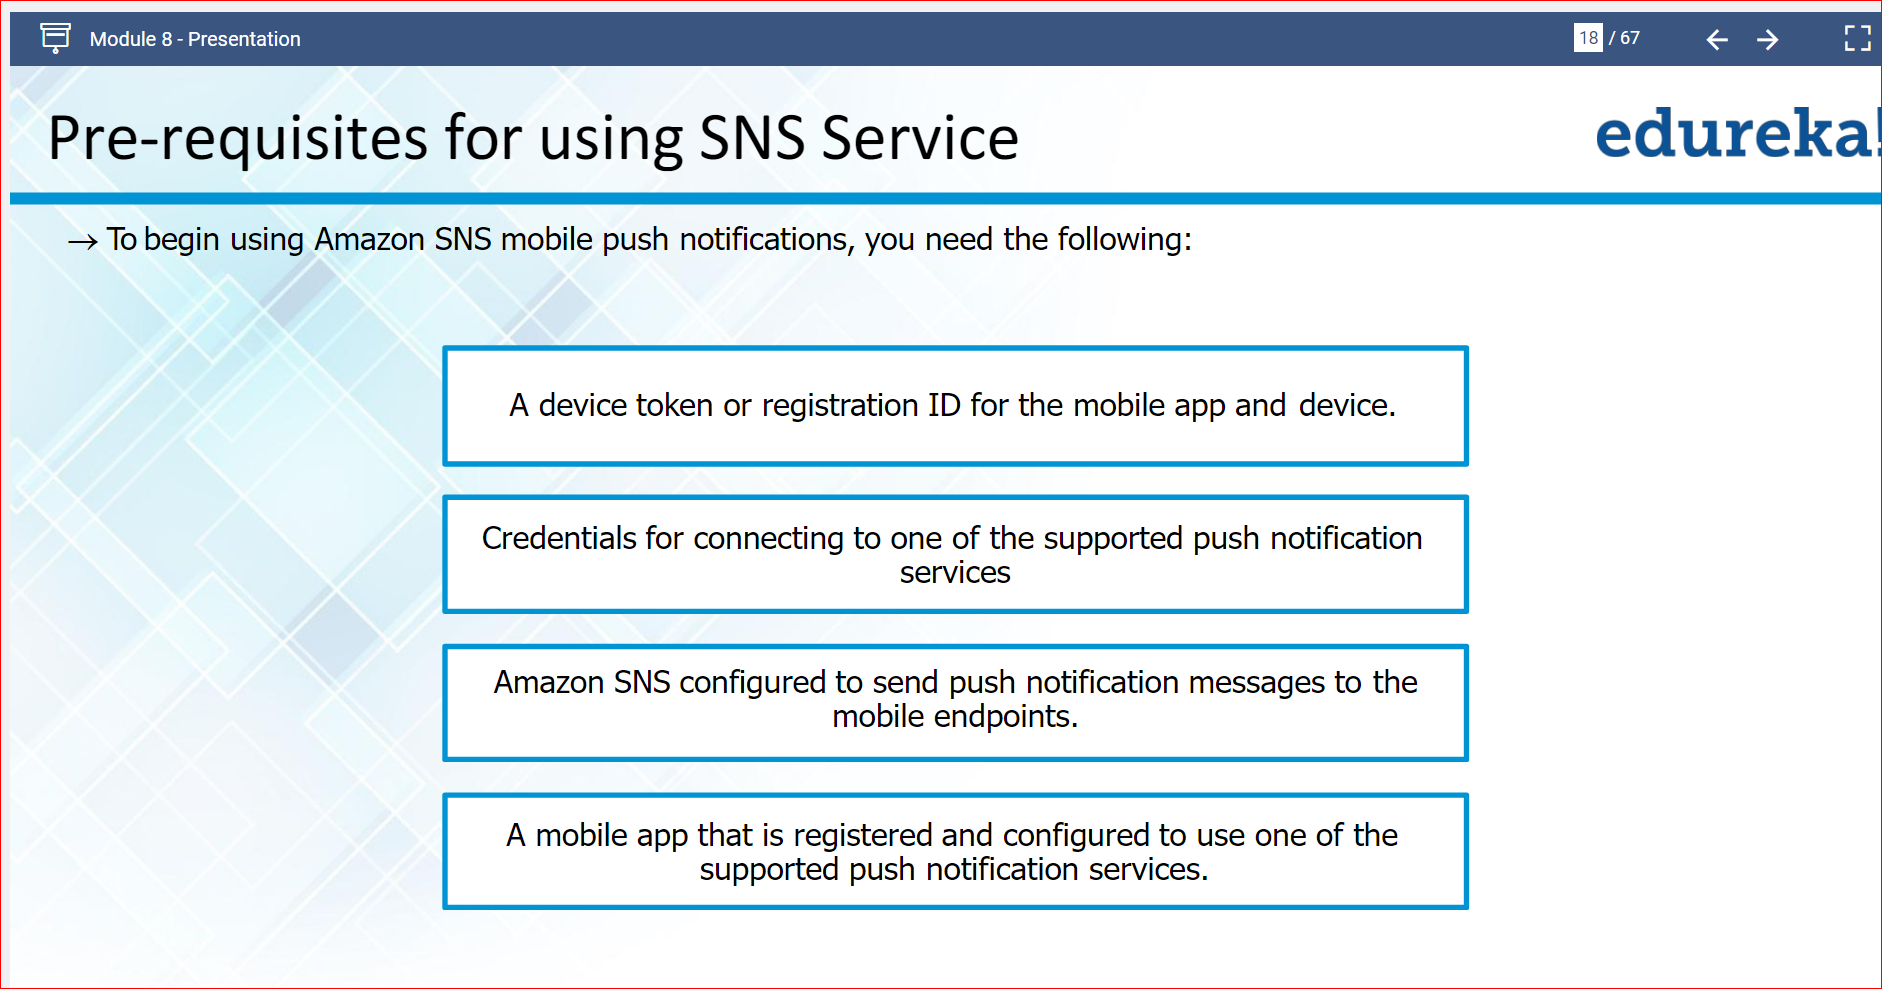 Module 8 - Presentation
18 / 67
Pre-requisites for using SNS Service
edureka!
→ To begin using Amazon SNS mobile push notifications, you need the following:
A device token or registration ID for the mobile app and device.
Credentials for connecting to one of the supported push notification
services
Amazon SNS configured to send push notification messages to the
mobile endpoints.
A mobile app that is registered and configured to use one of the
supported push notification services.